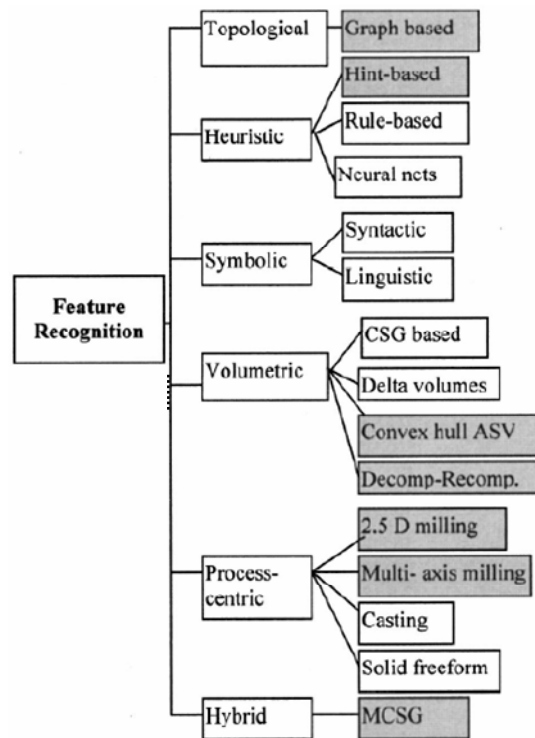 Topological
Graph based
Hint-based
Heuristic
Rule-based
Neural nets
Symbolic
Syntactic
Linguistic
Feature
Recognition
Volumetric
CSG based
Delta volumes
Convex hull ASV
Decomp-Recomp.
Process-
centric
2.5 D milling
Multi- axis milling
Casting
Solid freeform
Hybrid
MCSG